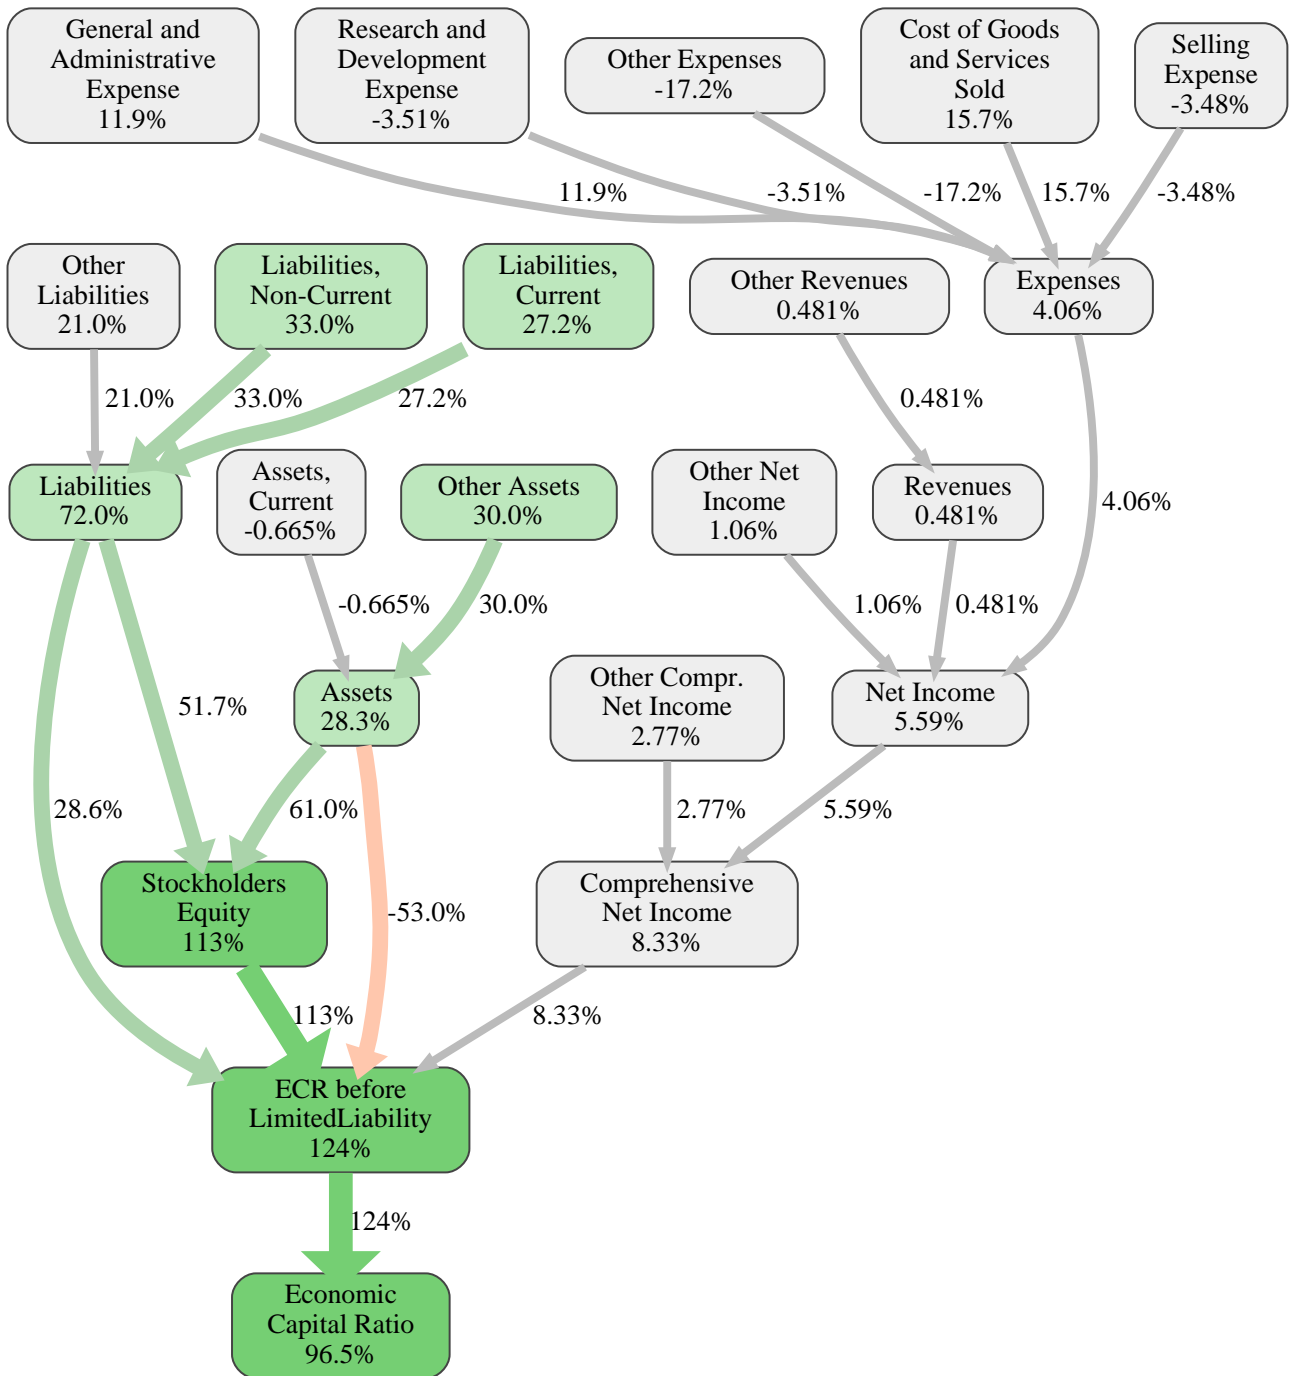 General and
Administrative
Expense
11.9%
Research and
Development
Expense
-3.51%
Other Expenses
-17.2%
Cost of Goods
and Services
Sold
15.7%
Selling
Expense
-3.48%
11.9%
-3.51%
-17.2%
15.7%
-3.48%
Other
Liabilities
21.0%
Liabilities,
Non-Current
33.0%
Liabilities,
Current
27.2%
Other Revenues
0.481%
Expenses
4.06%
21.0%
33.0%
27.2%
0.481%
4.06%
Liabilities
72.0%
Assets,
Current
-0.665%
Other Assets
30.0%
Other Net
Income
1.06%
Revenues
0.481%
-0.665%
30.0%
1.06%
0.481%
51.7%
Assets
28.3%
Other Compr.
Net Income
2.77%
Net Income
5.59%
28.6%
61.0%
-53.0%
2.77%
5.59%
Stockholders
Equity
113%
Comprehensive
Net Income
8.33%
113%
8.33%
ECR before
LimitedLiability
124%
124%
Economic
Capital Ratio
96.5%